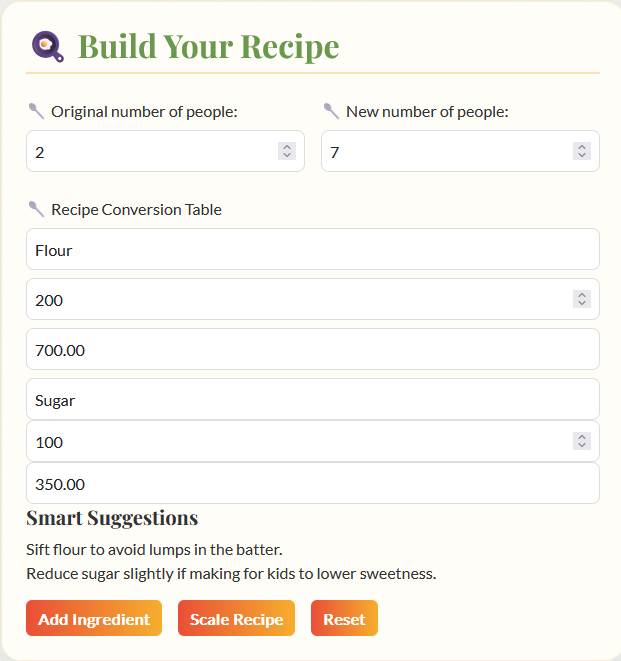 Build Your Recipe
Original number of people: New number of people:
2 7
Recipe Conversion Table
Flour
200
700.00
Sugar
100
350.00
Smart Suggestions
Sift flour to avoid lumps in the batter.
Reduce sugar slightly if making for kids to lower sweetness.
Add Ingredient Scale Recipe Reset